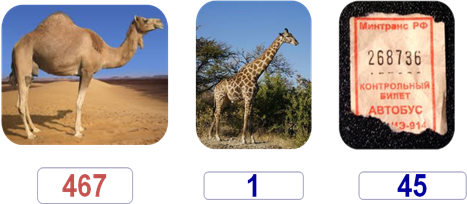 Минтранс РФ
268736
КОНТРОЛЬНЫЙ
БИЛЕТ
АВТОБУС
467 1 45